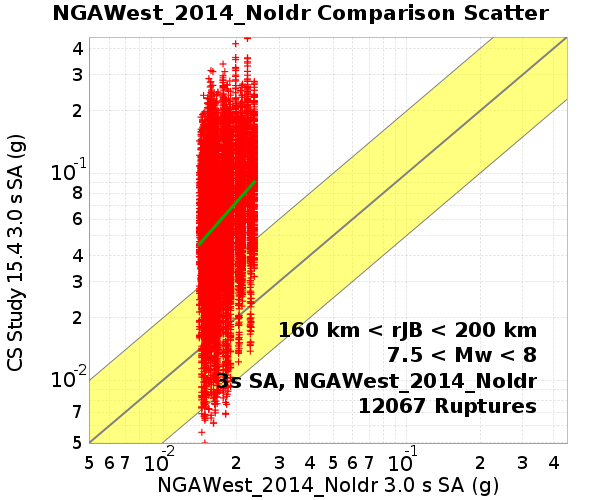 NGAWest_2014_NoIdr Comparison Scatter
CS Study 15.4 3.0 s SA (g)
4
3
2
10-1
8
6
4
3
2
10-2
7
5
160 km < rJB < 200 km
7.5 < Mw < 8
3s SA, NGAWest_2014_NoIdr
12067 Ruptures
5 6 7 10-2 2 3 4 5 6 7 10-1 2 3 4
NGAWest_2014_NoIdr 3.0 s SA (g)